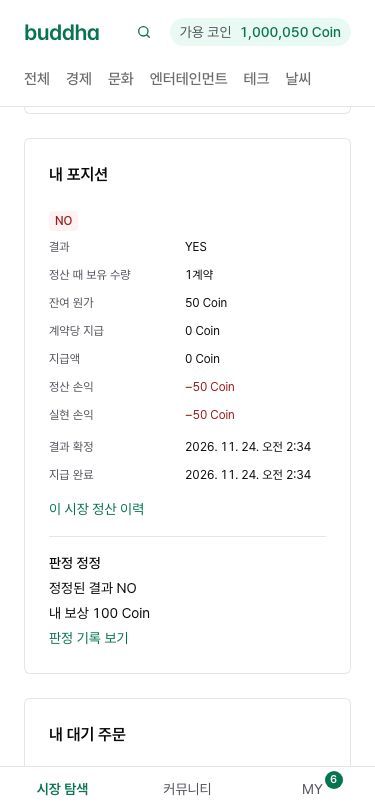 buddha
가용 코인 1,000,050 Coin
전체 경제 문화 엔터테인먼트 테크 날씨
내 포지션
NO
결과 YES
정산 때 보유 수량 1계약
잔여 원가 50 Coin
계약당 지급 0 Coin
지급액 0 Coin
정산 손익 −50 Coin
실현 손익 −50 Coin
결과 확정 2026. 11. 24. 오전 2:34
지급 완료 2026. 11. 24. 오전 2:34
이 시장 정산 이력
판정 정정
정정된 결과 NO
내 보상 100 Coin
판정 기록 보기
내 대기 주문
시장 탐색 커뮤니티 MY 6